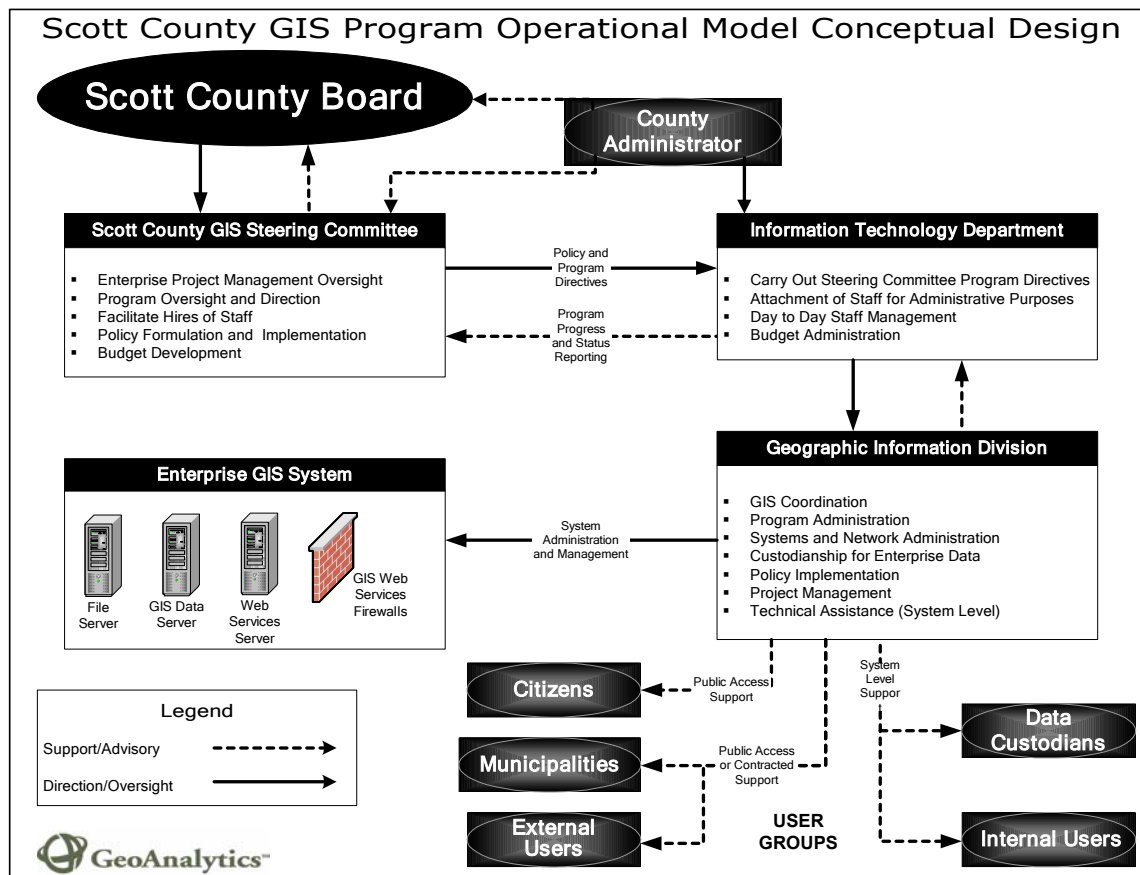 Scott County GIS Program Operational Model Conceptual Design
Scott County Board
County
Administrator
Scott County GIS Steering Committee
▪ Enterprise Project Management Oversight
▪ Program Oversight and Direction
▪ Facilitate Hires of Staff
▪ Policy Formulation and Implementation
▪ Budget Development
Policy and
Program
Directives
Program
Progress
and Status
Reporting
Information Technology Department
▪ Carry Out Steering Committee Program Directives
▪ Attachment of Staff for Administrative Purposes
▪ Day to Day Staff Management
▪ Budget Administration
Enterprise GIS System
File
Server
GIS Data
Server
Web
Services
Server
GIS Web
Services
Firewalls
System
Administration
and Management
Geographic Information Division
▪ GIS Coordination
▪ Program Administration
▪ Systems and Network Administration
▪ Custodianship for Enterprise Data
▪ Policy Implementation
▪ Project Management
▪ Technical Assistance (System Level)
Legend
Support/Advisory
Direction/Oversight
Citizens
Public Access
Support
Municipalities
Public Access
or Contracted
Support
External
Users
USER
GROUPS
System
Level
Suppor
Data
Custodians
Internal Users
GeoAnalytics℠